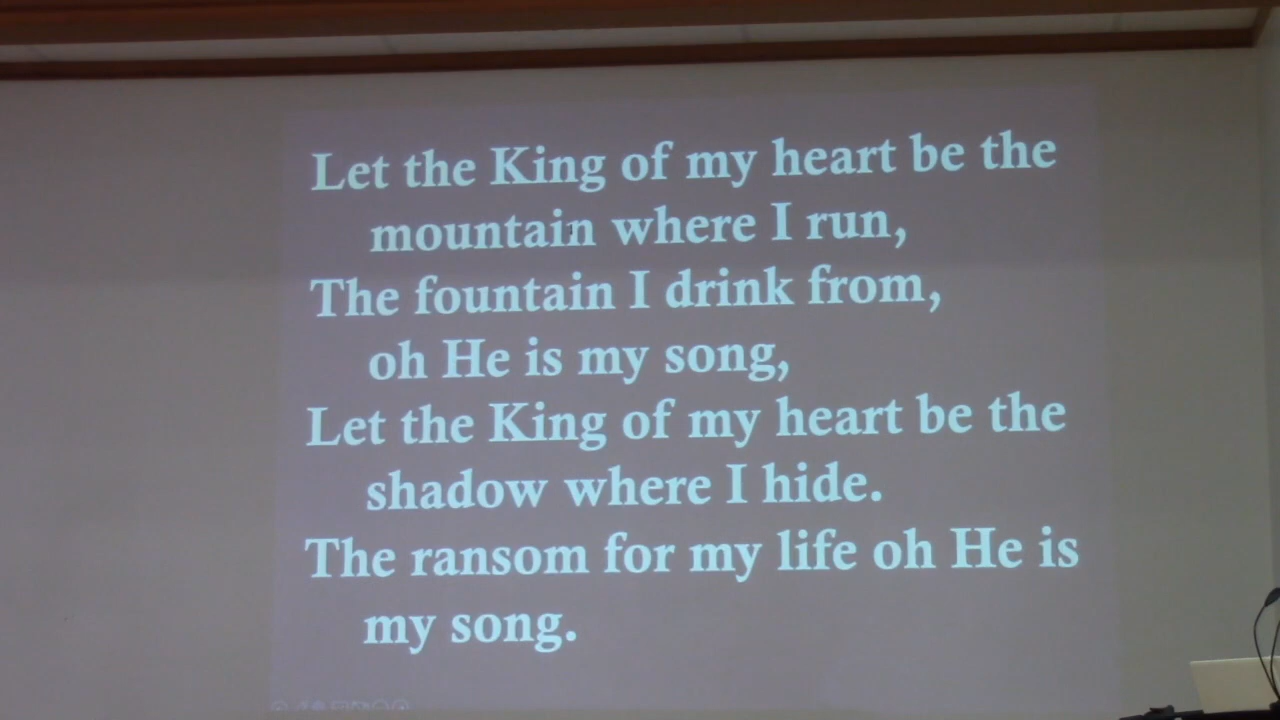 Let the King of my heart be the
mountain where I run,
The fountain I drink from,
oh He is my song,
Let the King of my heart be the
shadow where I hide.
The ransom for my life oh He is
my song.